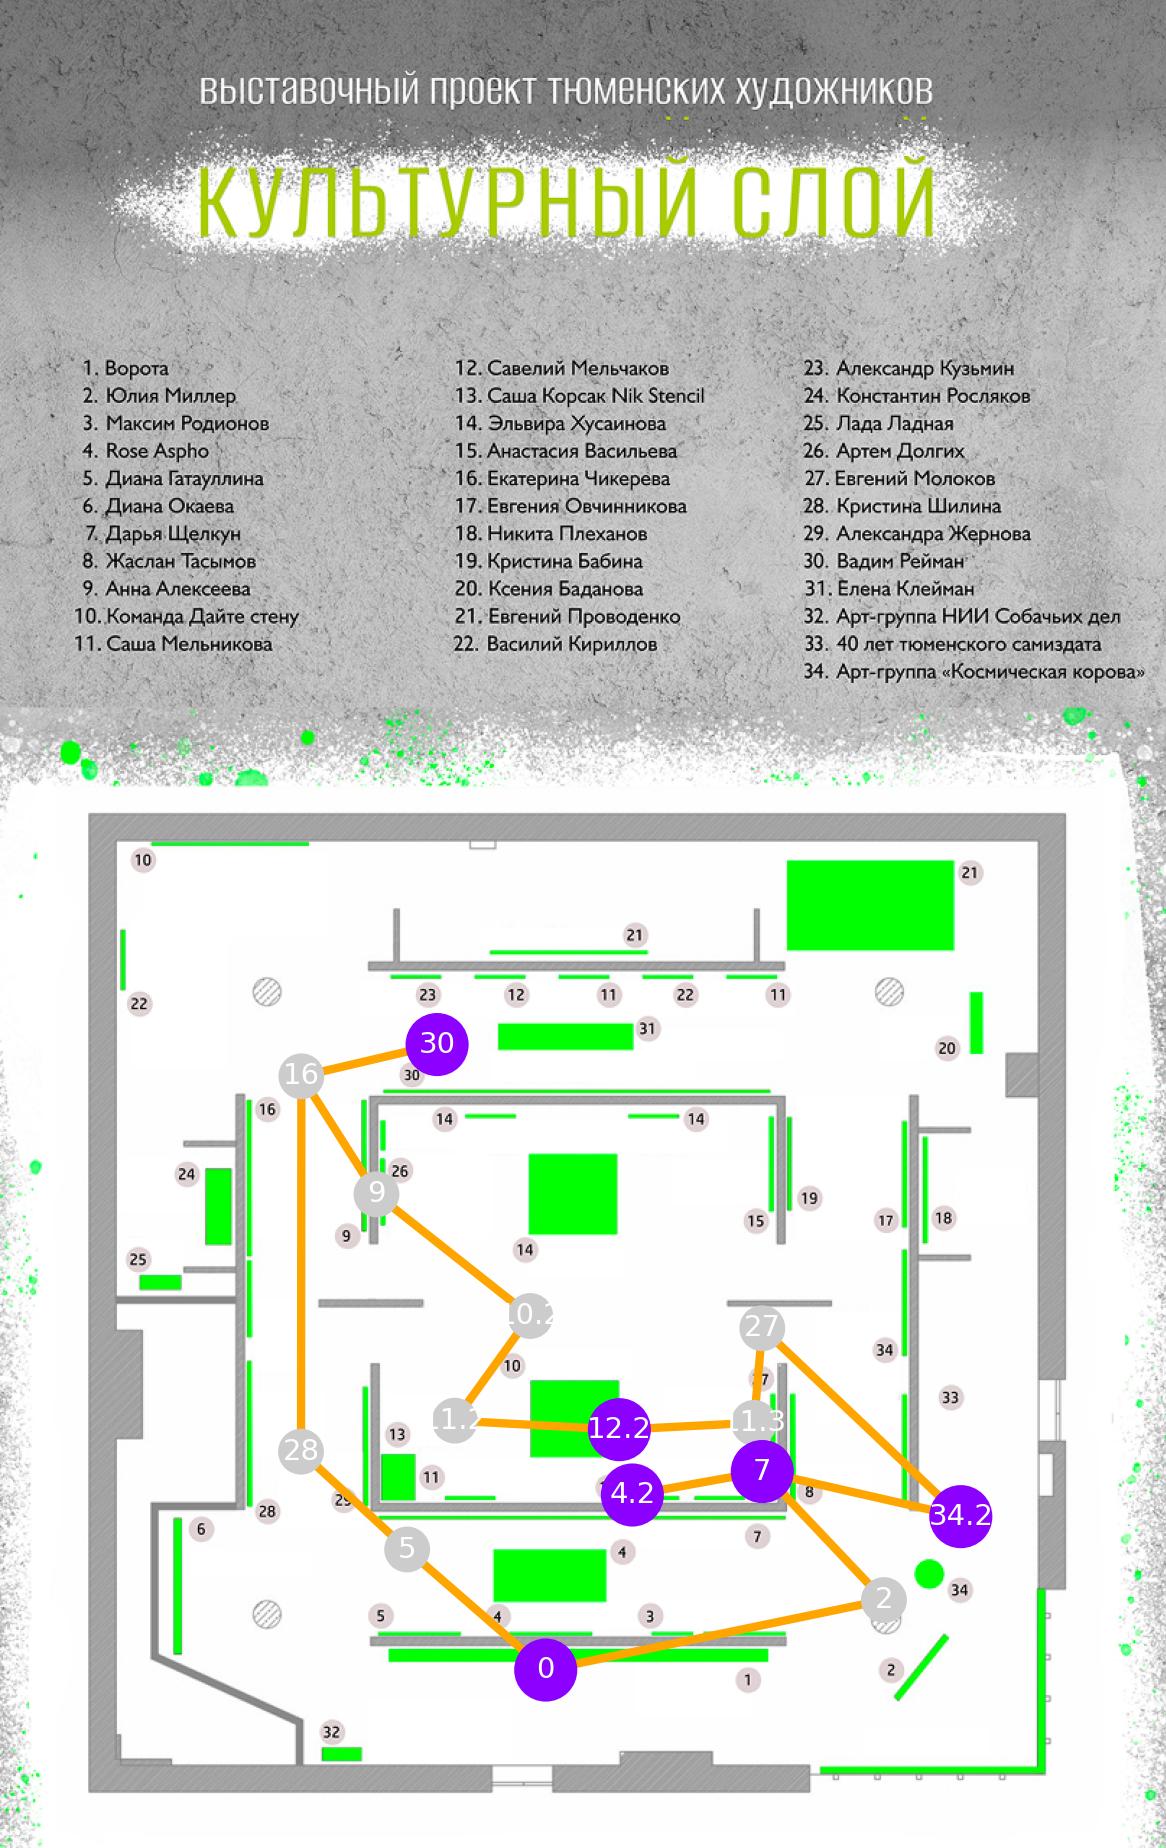 выставочный проект тюменских художников
КУЛЬТУРНЫЙ СЛОЙ
1. Ворота
2. Юлия Миллер
3. Максим Родионов
4. Rose Aspho
5. Диана Гатауллина
6. Диана Окаева
7. Дарья Щелкун
8. Жаслан Тасымов
9. Анна Алексеева
10. Команда Дайте стену
11. Саша Мельникова
12. Савелий Мельчаков
13. Саша Корсак Nik Stencil
14. Эльвира Хусаинова
15. Анастасия Васильева
16. Екатерина Чикерева
17. Евгения Овчинникова
18. Никита Плеханов
19. Кристина Бабина
20. Ксения Баданова
21. Евгений Проводенко
22. Василий Кириллов
23. Александр Кузьмин
24. Константин Росляков
25. Лада Ладная
26. Артем Долгих
27. Евгений Молоков
28. Кристина Шилина
29. Александра Жернова
30. Вадим Рейман
31. Елена Клейман
32. Арт-группа НИИ Собачьих дел
33. 40 лет тюменского самиздата
34. Арт-группа «Космическая корова»
10
21
21
22
23
12
11
22
11
31
20
30
16
30
16
14
14
24
26
9
19
9
15
17
18
25
14
10.2
27
34
10
27
33
13
12.2
11
7
4.2
8
28
29
28
34.2
6
7
5
4
34
2
5
4
3
0
2
1
32